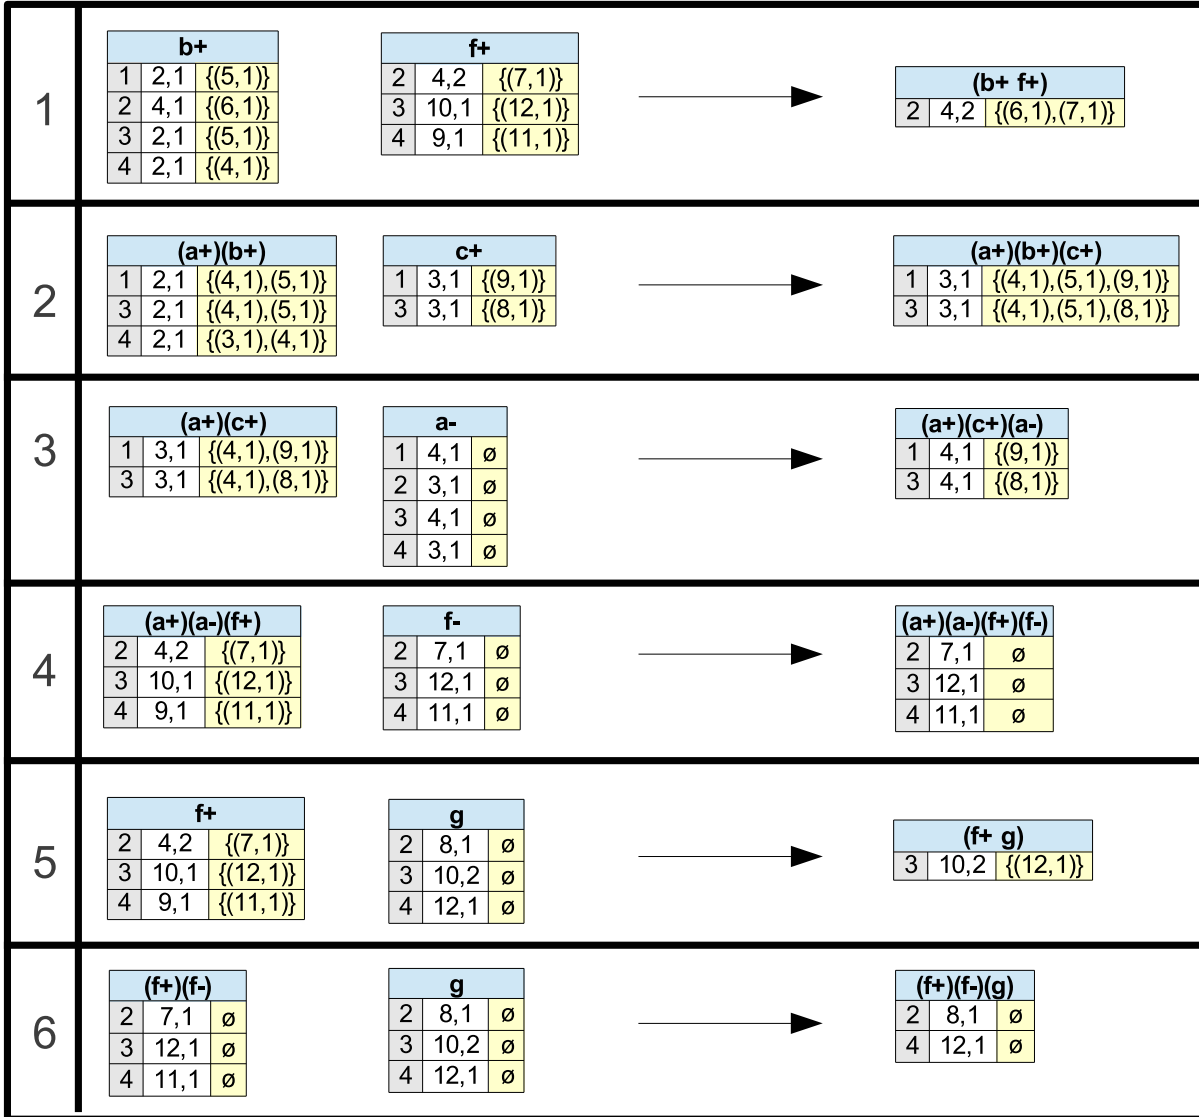 1
b+
1 2,1 {(5,1)}
2 4,1 {(6,1)}
3 2,1 {(5,1)}
4 2,1 {(4,1)}
f+
2 4,2 {(7,1)}
3 10,1 {(12,1)}
4 9,1 {(11,1)}
(b+ f+)
2 4,2 {(6,1),(7,1)}
2
(a+)(b+)
1 2,1 {(4,1),(5,1)}
3 2,1 {(4,1),(5,1)}
4 2,1 {(3,1),(4,1)}
c+
1 3,1 {(9,1)}
3 3,1 {(8,1)}
(a+)(b+)(c+)
1 3,1 {(4,1),(5,1),(9,1)}
3 3,1 {(4,1),(5,1),(8,1)}
3
(a+)(c+)
1 3,1 {(4,1),(9,1)}
3 3,1 {(4,1),(8,1)}
a-
1 4,1 ø
2 3,1 ø
3 4,1 ø
4 3,1 ø
(a+)(c+)(a-)
1 4,1 {(9,1)}
3 4,1 {(8,1)}
4
(a+)(a-)(f+)
2 4,2 {(7,1)}
3 10,1 {(12,1)}
4 9,1 {(11,1)}
f-
2 7,1 ø
3 12,1 ø
4 11,1 ø
(a+)(a-)(f+)(f-)
2 7,1 ø
3 12,1 ø
4 11,1 ø
5
f+
2 4,2 {(7,1)}
3 10,1 {(12,1)}
4 9,1 {(11,1)}
g
2 8,1 ø
3 10,2 ø
4 12,1 ø
(f+ g)
3 10,2 {(12,1)}
6
(f+)(f-)
2 7,1 ø
3 12,1 ø
4 11,1 ø
g
2 8,1 ø
3 10,2 ø
4 12,1 ø
(f+)(f-)(g)
2 8,1 ø
4 12,1 ø